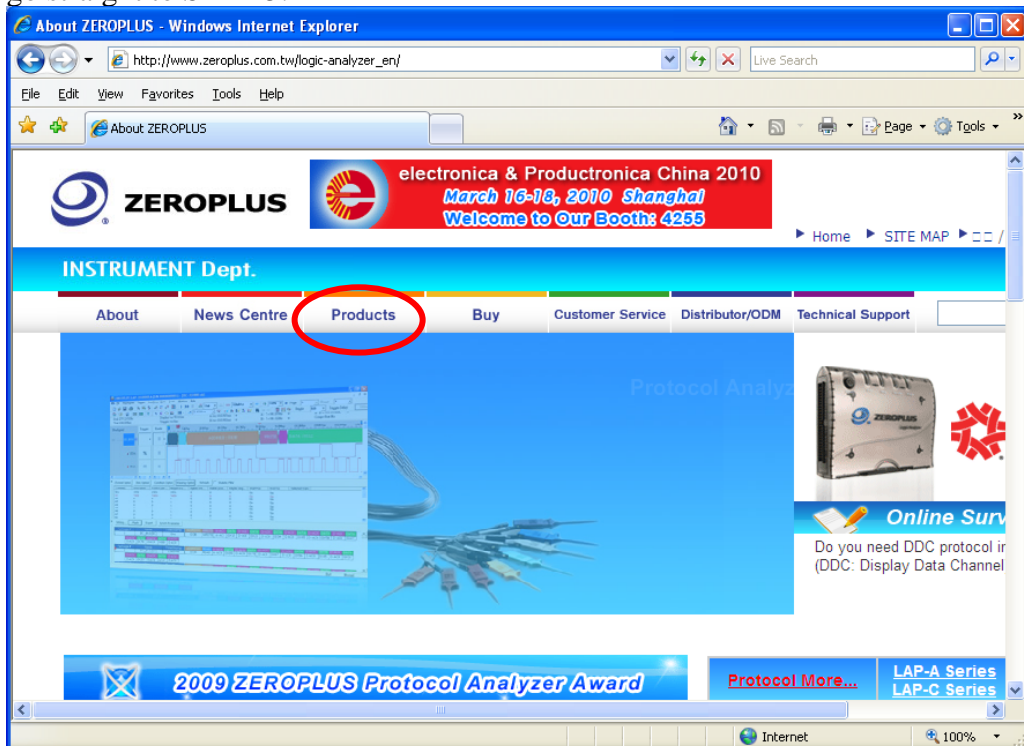 About ZEROPLUS - Windows Internet Explorer
http://www.zeroplus.com.tw/logic-analyzer_en/
Live Search
File Edit View Favorites Tools Help
About ZEROPLUS
Page Tools
ZEROPLUS
electronica & Productronica China 2010
March 16-18, 2010 Shanghai
Welcome to Our Booth: 4255
Home SITE MAP □□ /
INSTRUMENT Dept.
About News Centre Products Buy Customer Service Distributor/ODM Technical Support
Protocol Analyz
ZEROPLUS
Online Surv
Do you need DDC protocol in
(DDC: Display Data Channel
2009 ZEROPLUS Protocol Analyzer Award
Protocol More...
LAP-A Series
LAP-C Series
Internet
100%